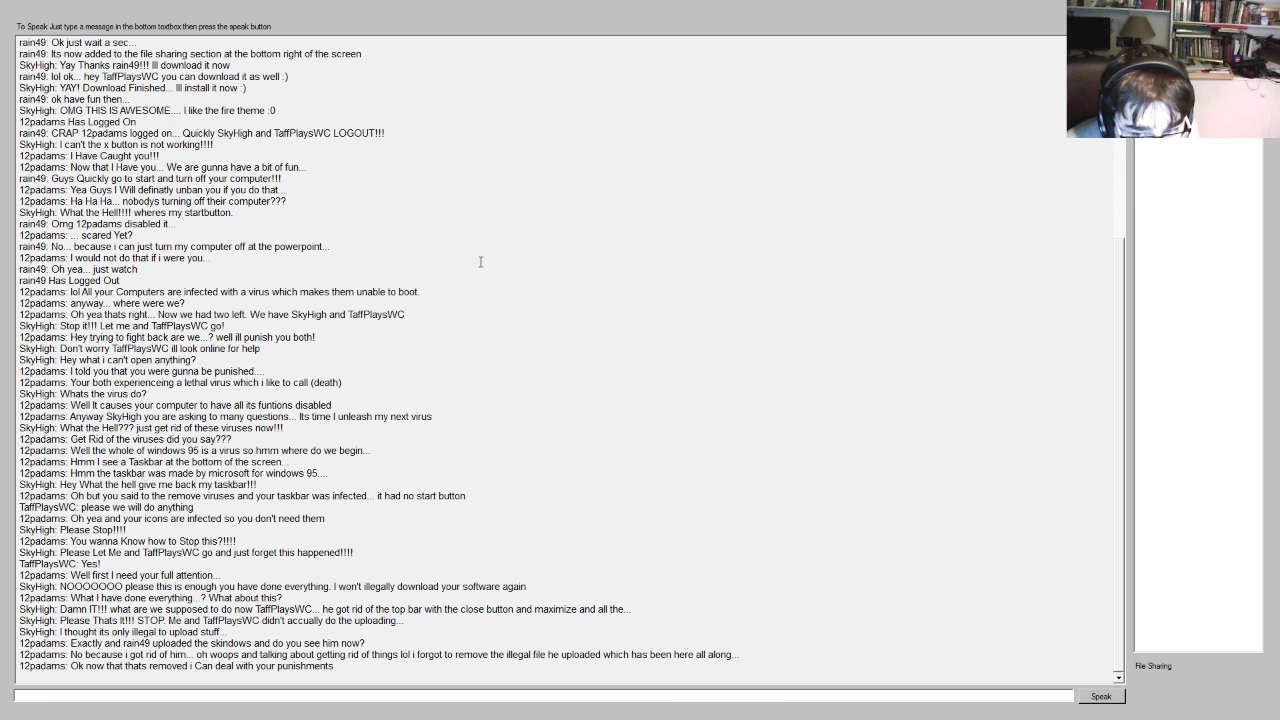 To Speak Just type a message in the bottom textbox then press the speak button
rain49: Ok just wait a sec...
rain49: Its now added to the file sharing section at the bottom right of the screen
SkyHigh: Yay Thanks rain49!!! Ill download it now
rain49: lol ok... hey TaffPlaysWC you can download it as well :)
SkyHigh: YAY! Download Finished... Ill install it now :)
rain49: ok have fun then...
SkyHigh: OMG THIS IS AWESOME.... I like the fire theme :0
12padams Has Logged On
rain49: CRAP 12padams logged on... Quickly SkyHigh and TaffPlaysWC LOGOUT!!!
SkyHigh: I can't the x button is not working!!!!
12padams: I Have Caught you!!!
12padams: Now that I Have you... We are gunna have a bit of fun...
rain49: Guys Quickly go to start and turn off your computer!!!
12padams: Yea Guys I Will definatly unban you if you do that...
12padams: Ha Ha Ha... nobodys turning off their computer???
SkyHigh: What the Hell!!!! wheres my startbutton.
rain49: Omg 12padams disabled it...
12padams: ... scared Yet?
rain49: No... because i can just turn my computer off at the powerpoint...
12padams: I would not do that if i were you...
rain49: Oh yea... just watch
rain49 Has Logged Out
12padams: lol All your Computers are infected with a virus which makes them unable to boot.
12padams: anyway... where were we?
12padams: Oh yea thats right... Now we had two left. We have SkyHigh and TaffPlaysWC
SkyHigh: Stop it!!! Let me and TaffPlaysWC go!
12padams: Hey trying to fight back are we...? well ill punish you both!
SkyHigh: Don't worry TaffPlaysWC ill look online for help
SkyHigh: Hey what i can't open anything?
12padams: I told you that you were gunna be punished....
12padams: Your both experienceing a lethal virus which i like to call (death)
SkyHigh: Whats the virus do?
12padams: Well It causes your computer to have all its funtions disabled
12padams: Anyway SkyHigh you are asking to many questions... Its time I unleash my next virus
SkyHigh: What the Hell??? just get rid of these viruses now!!!
12padams: Get Rid of the viruses did you say???
12padams: Well the whole of windows 95 is a virus so hmm where do we begin...
12padams: Hmm I see a Taskbar at the bottom of the screen...
12padams: Hmm the taskbar was made by microsoft for windows 95....
SkyHigh: Hey What the hell give me back my taskbar!!!
12padams: Oh but you said to the remove viruses and your taskbar was infected... it had no start button
TaffPlaysWC: please we will do anything
12padams: Oh yea and your icons are infected so you don't need them
SkyHigh: Please Stop!!!!
12padams: You wanna Know how to Stop this?!!!!
SkyHigh: Please Let Me and TaffPlaysWC go and just forget this happened!!!!
TaffPlaysWC: Yes!
12padams: Well first I need your full attention...
SkyHigh: NOOOOOOO please this is enough you have done everything. I won't illegally download your software again
12padams: What I have done everything...? What about this?
SkyHigh: Damn IT!!! what are we supposed to do now TaffPlaysWC... he got rid of the top bar with the close button and maximize and all the...
SkyHigh: Please Thats It!!! STOP. Me and TaffPlaysWC didn't accually do the uploading...
SkyHigh: I thought its only illegal to upload stuff...
12padams: Exactly and rain49 uploaded the skindows and do you see him now?
12padams: No because i got rid of him... oh woops and talking about getting rid of things lol i forgot to remove the illegal file he uploaded which has been here all along...
12padams: Ok now that thats removed i Can deal with your punishments
File Sharing
Speak